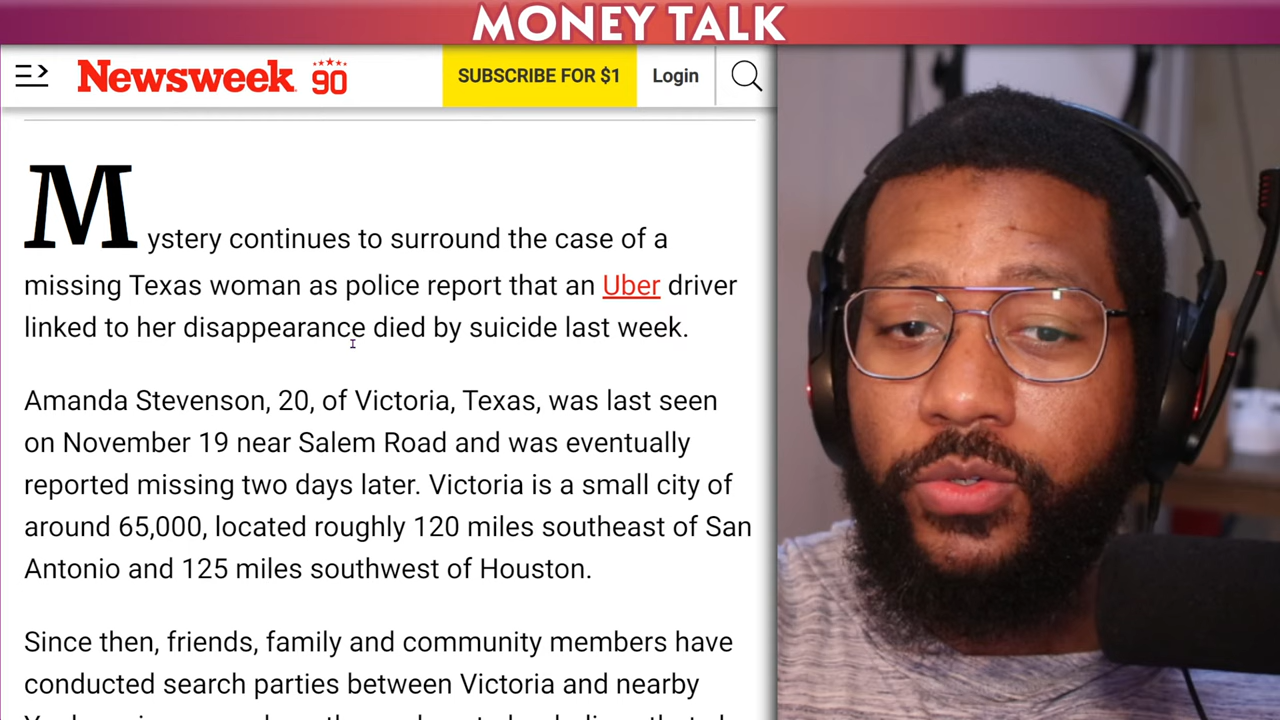 MONEY TALK
Newsweek 90
SUBSCRIBE FOR $1
Login
Mystery continues to surround the case of a
missing Texas woman as police report that an Uber driver
linked to her disappearance died by suicide last week.
Amanda Stevenson, 20, of Victoria, Texas, was last seen
on November 19 near Salem Road and was eventually
reported missing two days later. Victoria is a small city of
around 65,000, located roughly 120 miles southeast of San
Antonio and 125 miles southwest of Houston.
Since then, friends, family and community members have
conducted search parties between Victoria and nearby